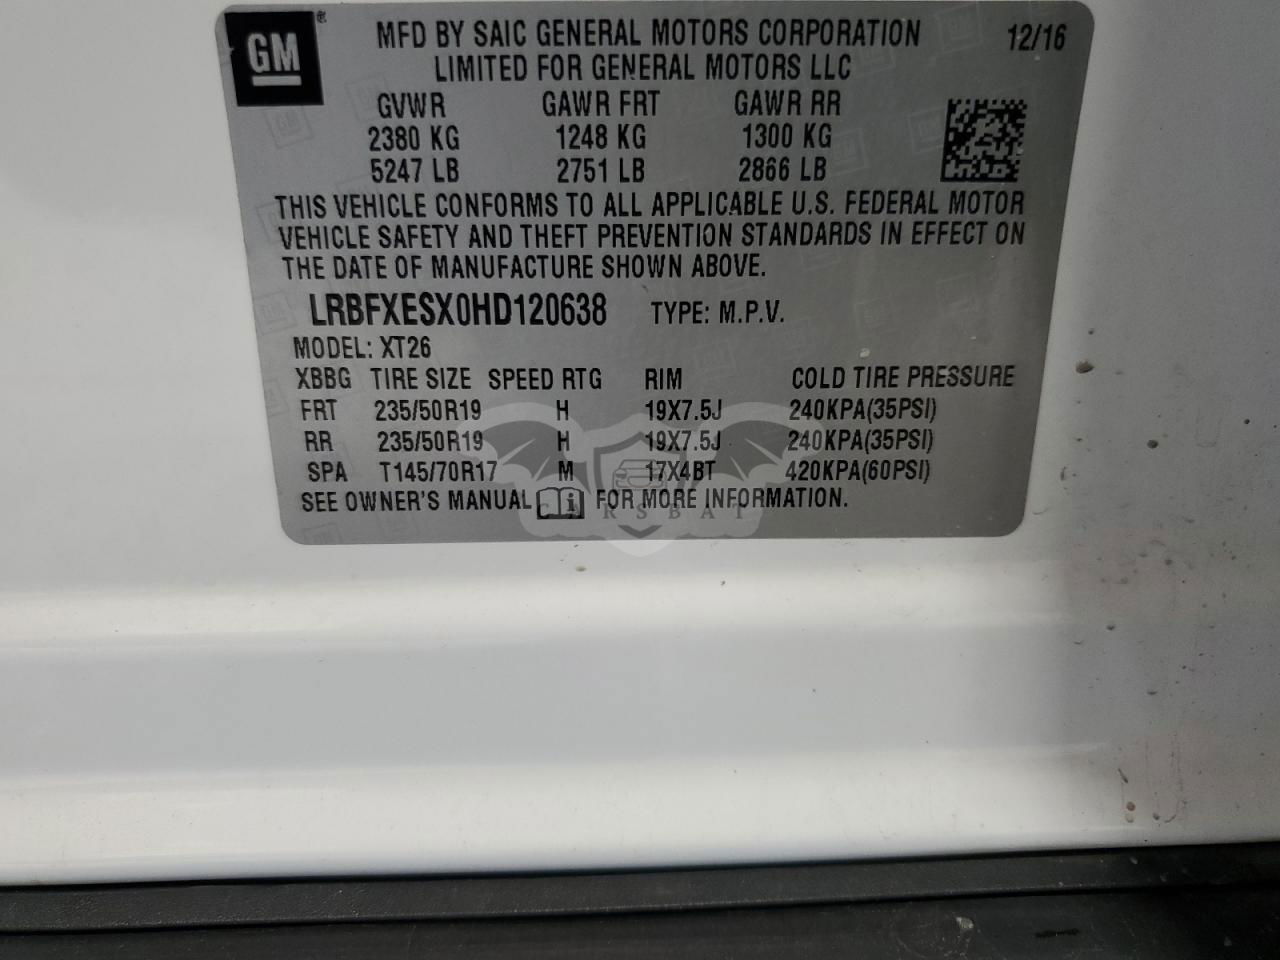 GM®
MFD BY SAIC GENERAL MOTORS CORPORATION 12/16
LIMITED FOR GENERAL MOTORS LLC
GVWR GAWR FRT GAWR RR
2380 KG 1248 KG 1300 KG
5247 LB 2751 LB 2866 LB
THIS VEHICLE CONFORMS TO ALL APPLICABLE U.S. FEDERAL MOTOR
VEHICLE SAFETY AND THEFT PREVENTION STANDARDS IN EFFECT ON
THE DATE OF MANUFACTURE SHOWN ABOVE.
LRBFXESX0HD120638 TYPE: M.P.V.
MODEL: XT26
XBBG TIRE SIZE SPEED RTG RIM COLD TIRE PRESSURE
FRT 235/50R19 H 19X7.5J 240KPA(35PSI)
RR 235/50R19 H 19X7.5J 240KPA(35PSI)
SPA T145/70R17 M 17X4BT 420KPA(60PSI)
SEE OWNER'S MANUAL FOR MORE INFORMATION.
CARSBAT